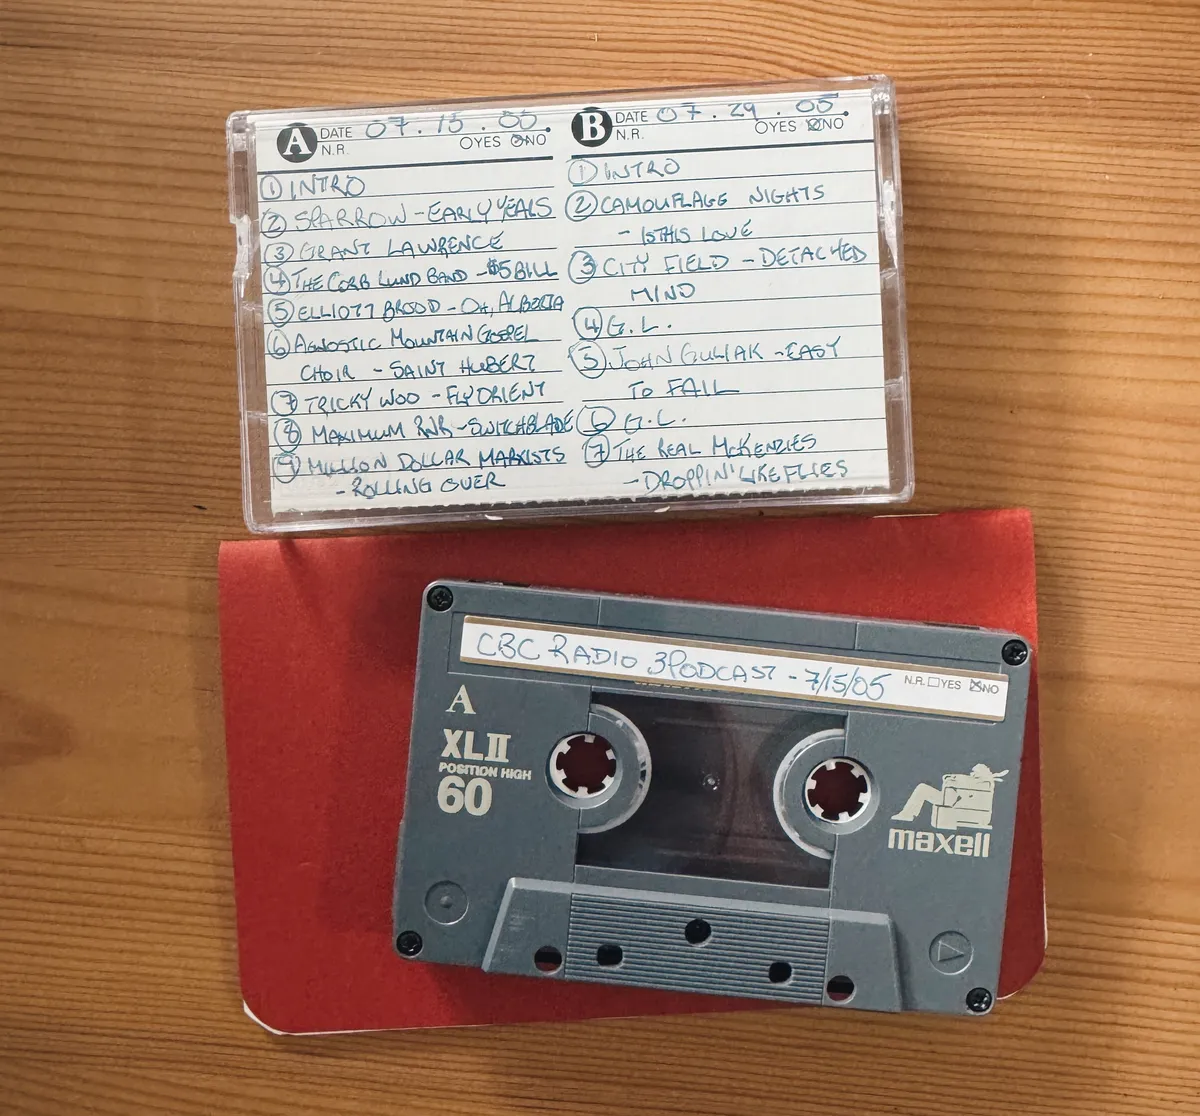 A DATE 07.15.05.
N.R. YES NO
1 INTRO
2 SPARROW - EARLY YEARS
3 GRANT LAWRENCE
4 THE CORB LUND BAND - $5 BILL
5 ELLIOTT BROOD - OH, ALBERTA
6 AGNOSTIC MOUNTAIN GOSPEL
CHOIR - SAINT HUBERT
7 TRICKY WOO - FLY ORIENT
8 MAXIMUM RNR - SWITCHBLADE
9 MILLION DOLLAR MARXISTS
- ROLLING OVER
B DATE 07.29.05.
N.R. YES NO
1 INTRO
2 CAMOUFLAGE NIGHTS
- IS THIS LOVE
3 CITY FIELD - DETACHED
MIND
4 G.L.
5 JOHN GULIAK - EASY
TO FAIL
6 G.L.
7 THE REAL MCKENZIES
- DROPPIN' LIKE FLIES
CBC RADIO 3 PODCAST - 7/15/05
N.R. YES NO
A
XLII
POSITION HIGH
60
maxell